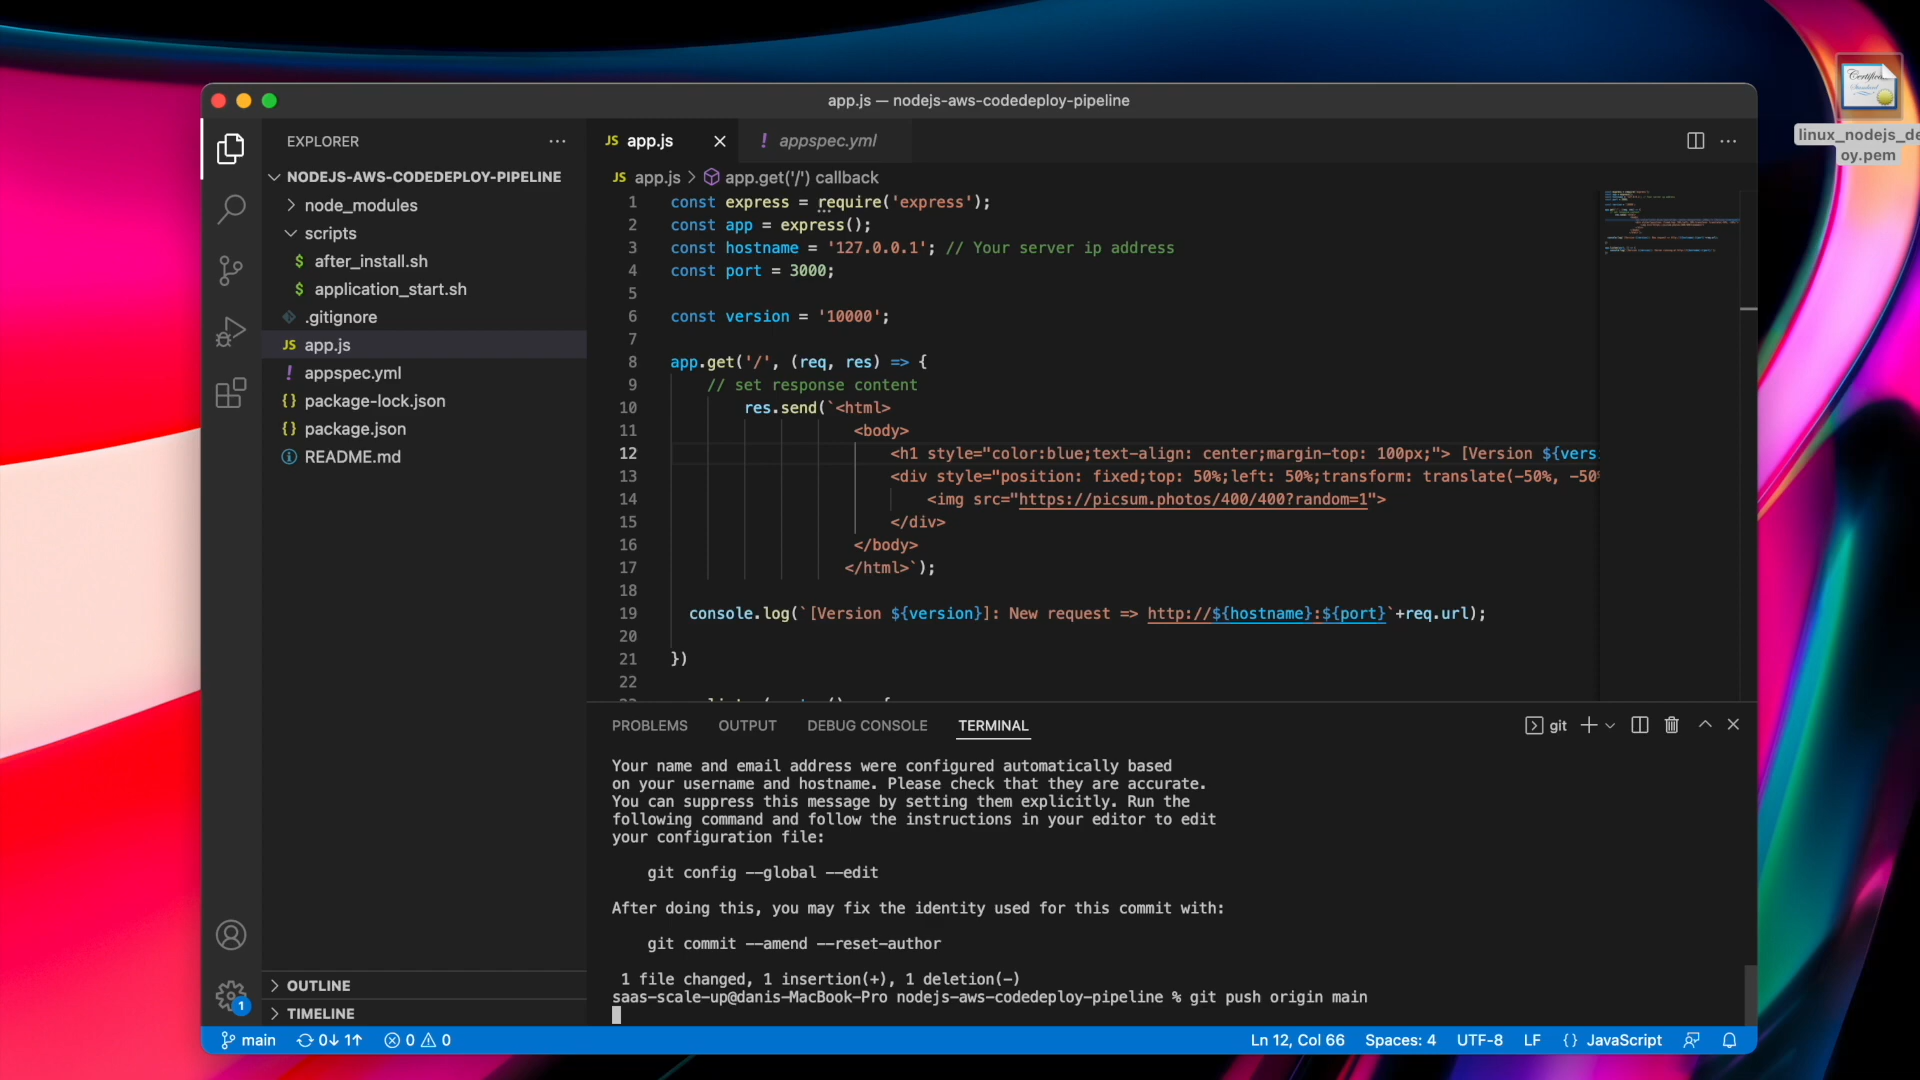 app.js — nodejs-aws-codedeploy-pipeline
linux_nodejs_de
oy.pem
EXPLORER
NODEJS-AWS-CODEDEPLOY-PIPELINE
node_modules
scripts
$ after_install.sh
$ application_start.sh
.gitignore
JS app.js
! appspec.yml
{} package-lock.json
{} package.json
README.md
OUTLINE
TIMELINE
1
JS app.js
! appspec.yml
JS app.js > app.get('/') callback
1 const express = require('express');
2 const app = express();
3 const hostname = '127.0.0.1'; // Your server ip address
4 const port = 3000;
5
6 const version = '10000';
7
8 app.get('/', (req, res) => {
9 // set response content
10 res.send(`<html>
11 <body>
12 <h1 style="color:blue;text-align: center;margin-top: 100px;"> [Version ${vers
13 <div style="position: fixed;top: 50%;left: 50%;transform: translate(-50%, -50%
14 <img src="https://picsum.photos/400/400?random=1">
15 </div>
16 </body>
17 </html>`);
18
19 console.log(`[Version ${version}]: New request => http://${hostname}:${port}`+req.url);
20
21 })
22
PROBLEMS OUTPUT DEBUG CONSOLE TERMINAL
git
Your name and email address were configured automatically based
on your username and hostname. Please check that they are accurate.
You can suppress this message by setting them explicitly. Run the
following command and follow the instructions in your editor to edit
your configuration file:
git config --global --edit
After doing this, you may fix the identity used for this commit with:
git commit --amend --reset-author
1 file changed, 1 insertion(+), 1 deletion(-)
saas-scale-up@danis-MacBook-Pro nodejs-aws-codedeploy-pipeline % git push origin main
main 0↓ 1↑ 0 0
Ln 12, Col 66 Spaces: 4 UTF-8 LF {} JavaScript